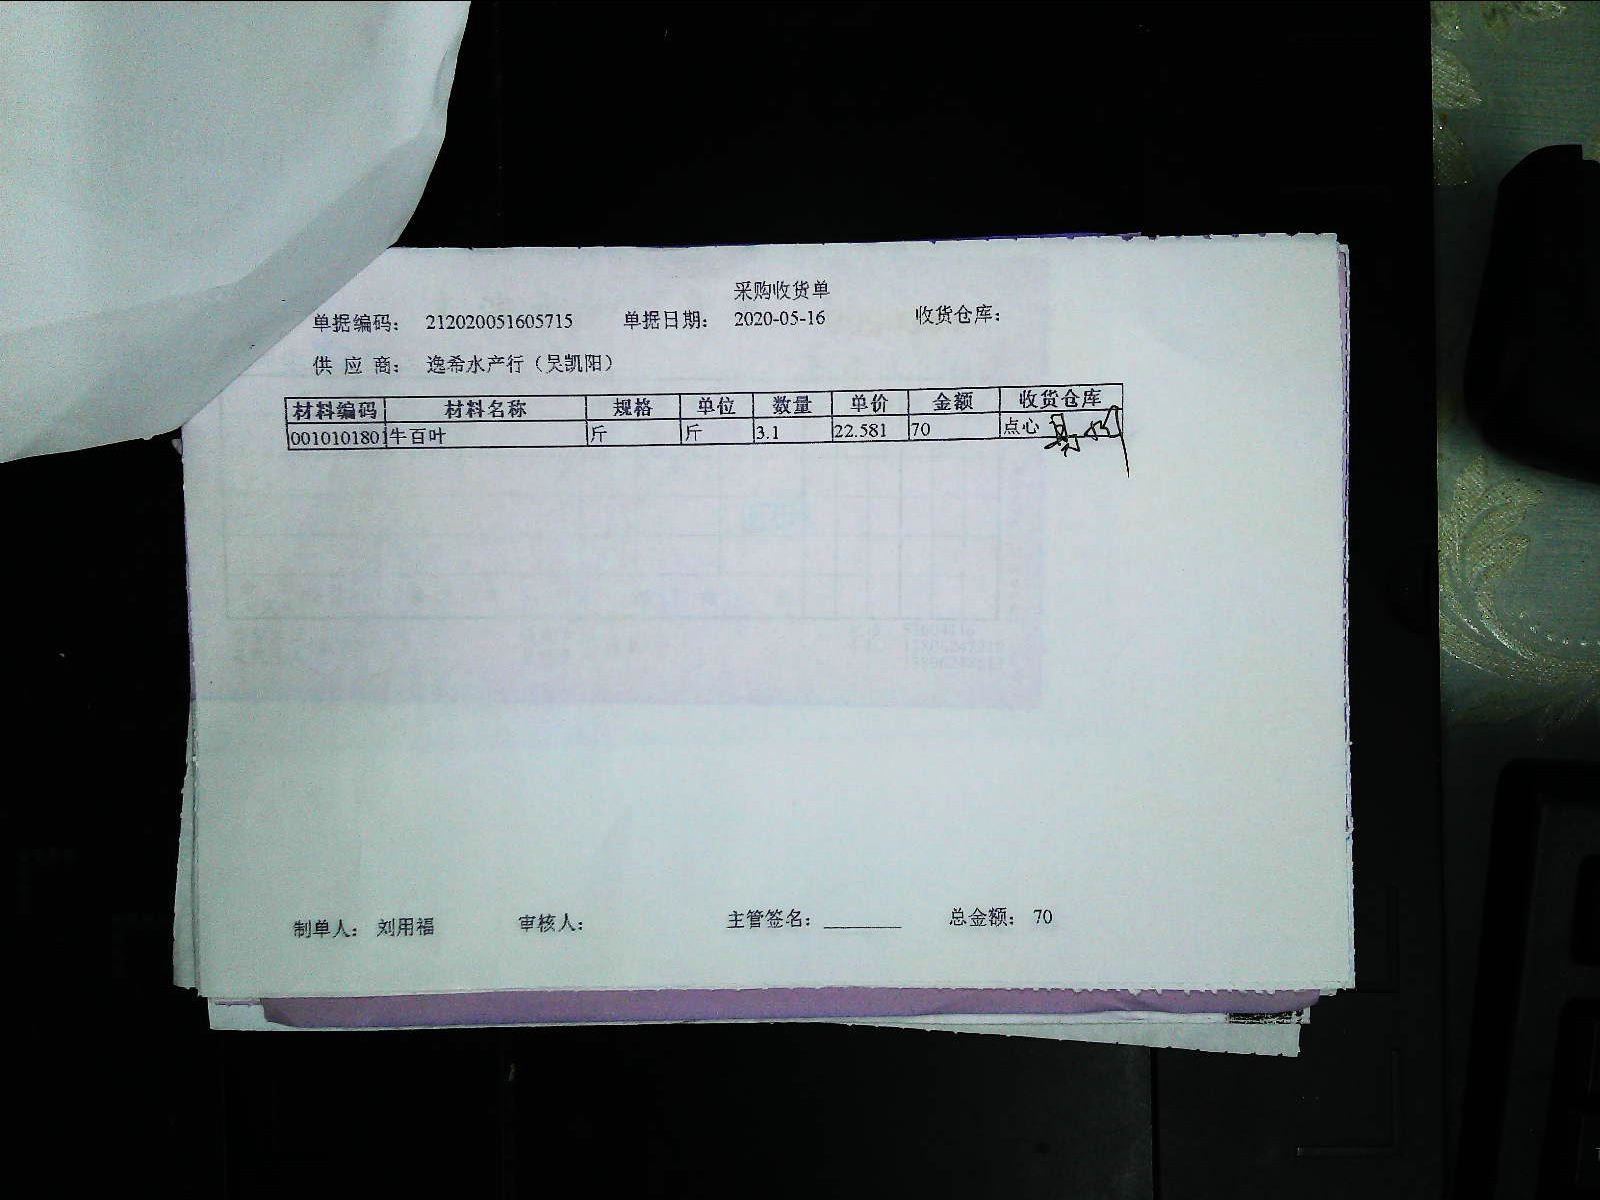 采购收货单
单据编码： 212020051605715 单据日期： 2020-05-16 收货仓库：
供 应 商： 逸希水产行（吴凯阳）
材料编码 材料名称 规格 单位 数量 单价 金额 收货仓库
0010101801 牛百叶 斤 斤 3.1 22.581 70 点心
制单人： 刘用福 审核人： 主管签名：________ 总金额： 70